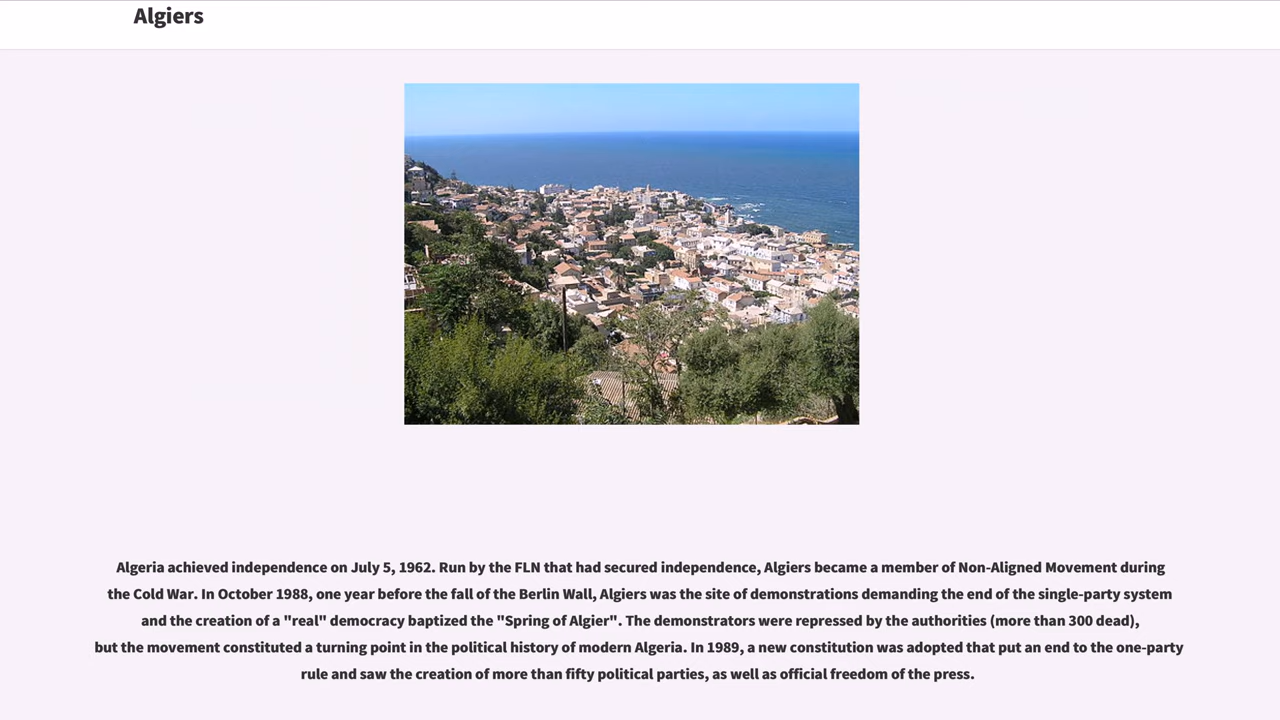 Algiers
Algeria achieved independence on July 5, 1962. Run by the FLN that had secured independence, Algiers became a member of Non-Aligned Movement during
the Cold War. In October 1988, one year before the fall of the Berlin Wall, Algiers was the site of demonstrations demanding the end of the single-party system
and the creation of a "real" democracy baptized the "Spring of Algier". The demonstrators were repressed by the authorities (more than 300 dead),
but the movement constituted a turning point in the political history of modern Algeria. In 1989, a new constitution was adopted that put an end to the one-party
rule and saw the creation of more than fifty political parties, as well as official freedom of the press.